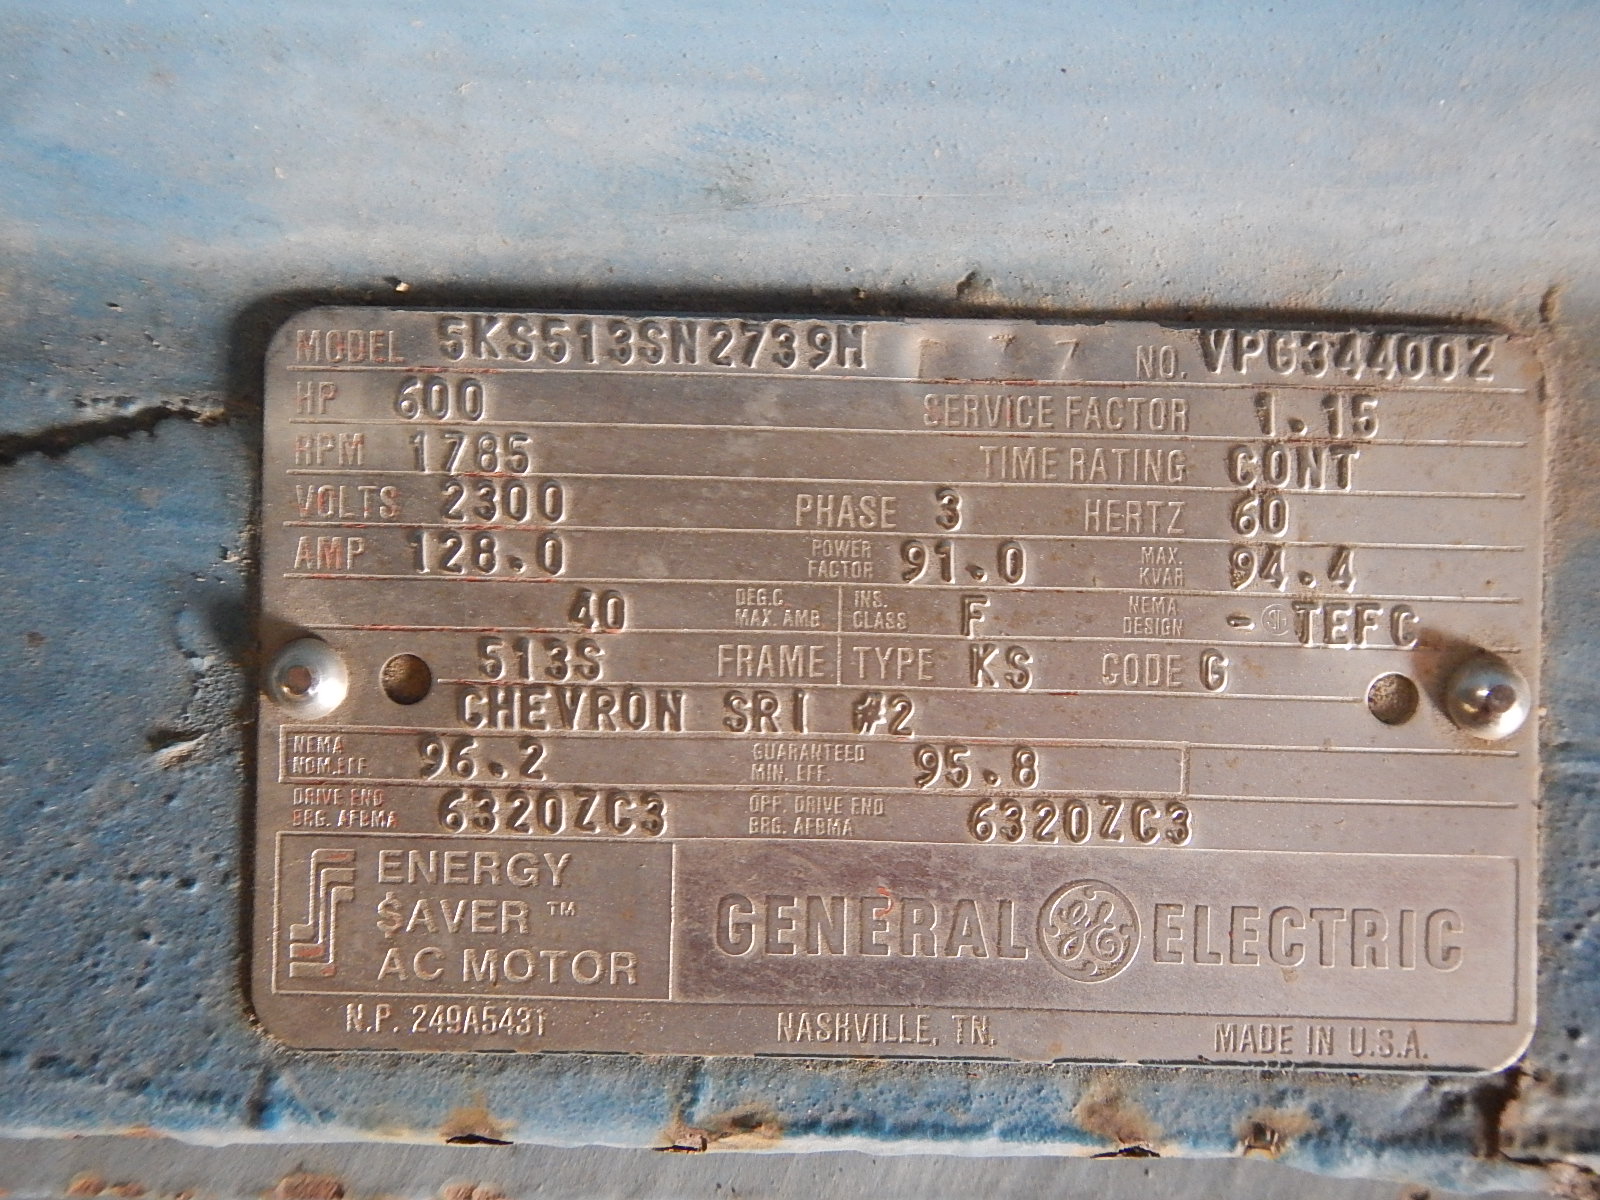 MODEL 5KS513SN2739H 7 NO. VPG344002
HP 600 SERVICE FACTOR 1.15
RPM 1785 TIME RATING CONT
VOLTS 2300 PHASE 3 HERTZ 60
AMP 128.0 POWER FACTOR 91.0 MAX. KVAR 94.4
40 DEG.C. MAX. AMB INS. CLASS F NEMA DESIGN - TEFC
513S FRAME TYPE KS CODE G
CHEVRON SRI #2
NEMA NOM.EFF. 96.2 GUARANTEED MIN. EFF. 95.8
DRIVE END BRG. AFBMA 6320ZC3 OPP. DRIVE END BRG. AFBMA 6320ZC3
ENERGY
$AVER ™
AC MOTOR
GENERAL GE ELECTRIC
N.P. 249A5431 NASHVILLE, TN. MADE IN U.S.A.